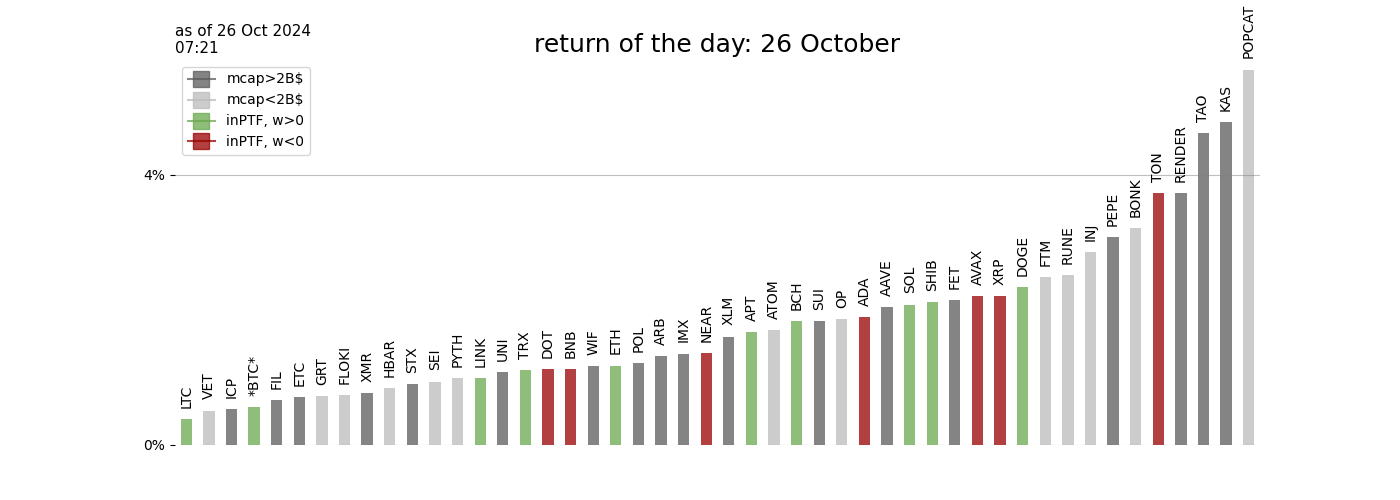 as of 26 Oct 2024
07:21
return of the day: 26 October
mcap>2B$
mcap<2B$
inPTF, w>0
inPTF, w<0
4%
0%
LTC
VET
ICP
*BTC*
FIL
ETC
GRT
FLOKI
XMR
HBAR
STX
SEI
PYTH
LINK
UNI
TRX
DOT
BNB
WIF
ETH
POL
ARB
IMX
NEAR
XLM
APT
ATOM
BCH
SUI
OP
ADA
AAVE
SOL
SHIB
FET
AVAX
XRP
DOGE
FTM
RUNE
INJ
PEPE
BONK
TON
RENDER
TAO
KAS
POPCAT